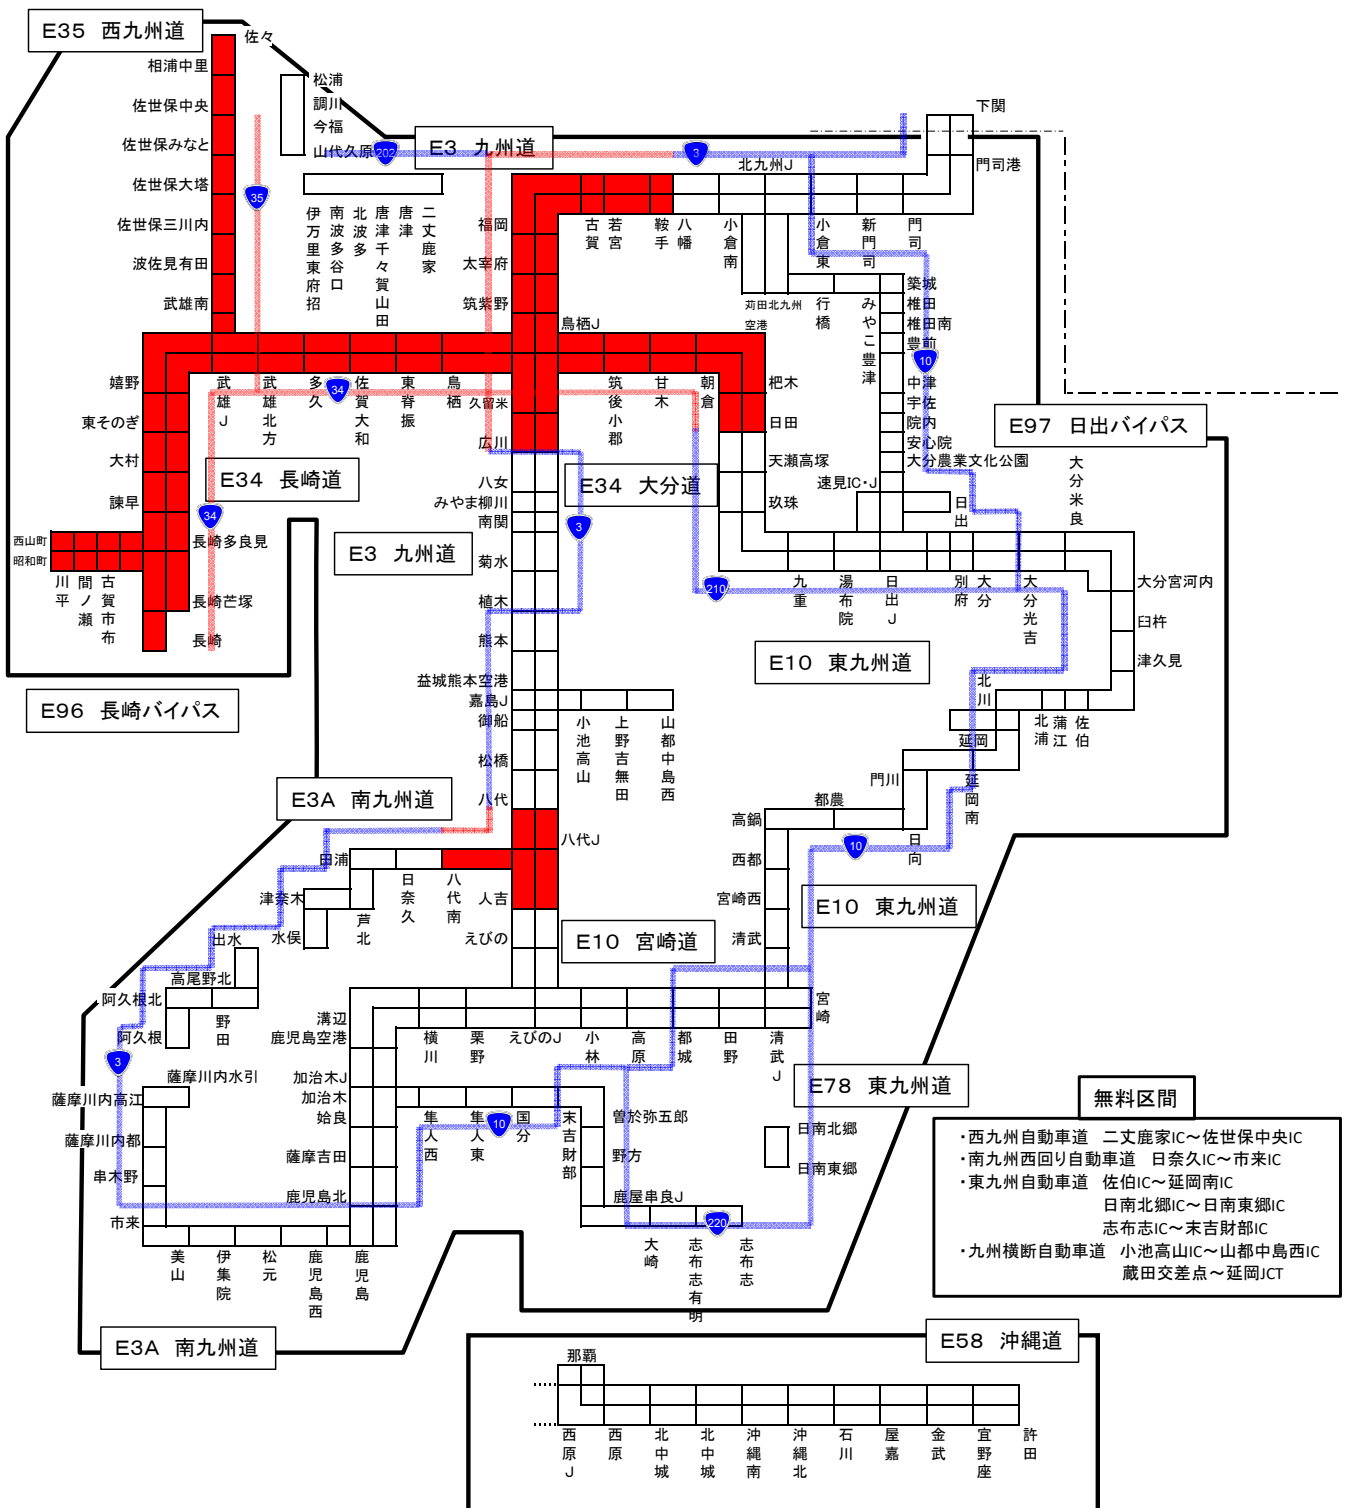 E35 西九州道
佐々
相浦中里
佐世保中央
佐世保みなと
佐世保大塔
佐世保三川内
波佐見有田
武雄南
松浦
調川
今福
山代久原
202
E3 九州道
3
35
下関
門司港
北九州J
伊万里東府招
南波多谷口
北波多
唐津千々賀山田
唐津
二丈鹿家
福岡
太宰府
筑紫野
鳥栖J
古賀
若宮
鞍手
八幡
小倉南
小倉東
新門司
門司
苅田北九州
空港
行橋
みやこ豊津
築城
椎田
椎田南
豊前
10
中津
宇佐
院内
安心院
大分農業文化公園
速見IC・J
日出
E97 日出バイパス
嬉野
東そのぎ
大村
諫早
武雄J
武雄北方
多久
34
佐賀大和
東脊振
鳥栖
久留米
広川
筑後小郡
甘木
朝倉
杷木
日田
天瀬高塚
玖珠
E34 長崎道
34
E34 大分道
八女
みやま柳川
南関
菊水
植木
熊本
益城熊本空港
嘉島J
御船
松橋
八代
3
E3 九州道
西山町
昭和町
川平
間ノ瀬
古賀市布
長崎多良見
長崎芒塚
長崎
E96 長崎バイパス
210
九重
湯布院
日出J
別府
大分
大分光吉
大分米良
大分宮河内
臼杵
津久見
E10 東九州道
北川
北浦
蒲江
佐伯
延岡
延岡南
門川
日向
都農
高鍋
西都
宮崎西
清武
10
E10 東九州道
小池高山
上野吉無田
山都中島西
E3A 南九州道
八代J
田浦
日奈久
八代南
人吉
えびの
芦北
津奈木
水俣
E10 宮崎道
出水
高尾野北
阿久根北
野田
阿久根
3
溝辺
鹿児島空港
横川
栗野
えびのJ
小林
高原
都城
田野
清武J
宮崎
薩摩川内水引
薩摩川内高江
薩摩川内都
串木野
市来
加治木J
加治木
姶良
薩摩吉田
鹿児島北
隼人西
隼人東
10
国分
末吉財部
曽於弥五郎
野方
鹿屋串良J
大崎
志布志有明
志布志
220
E78 東九州道
日南北郷
日南東郷
美山
伊集院
松元
鹿児島西
鹿児島
E3A 南九州道
無料区間
・西九州自動車道 二丈鹿家IC～佐世保中央IC
・南九州西回り自動車道 日奈久IC～市来IC
・東九州自動車道 佐伯IC～延岡南IC
日南北郷IC～日南東郷IC
志布志IC～末吉財部IC
・九州横断自動車道 小池高山IC～山都中島西IC
蔵田交差点～延岡JCT
E58 沖縄道
那覇
西原J
西原
北中城
北中城
沖縄南
沖縄北
石川
屋嘉
金武
宜野座
許田